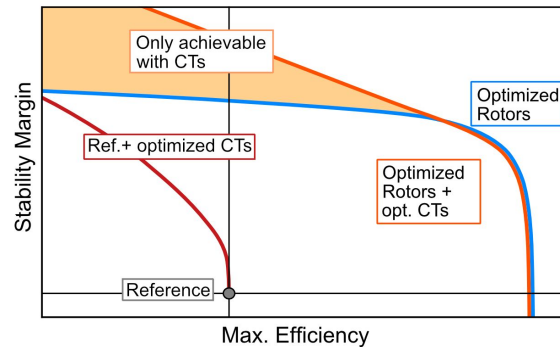 Only achievable
with CTs
Optimized
Rotors
Ref.+ optimized CTs
Optimized
Rotors +
opt. CTs
Reference
Stability Margin
Max. Efficiency